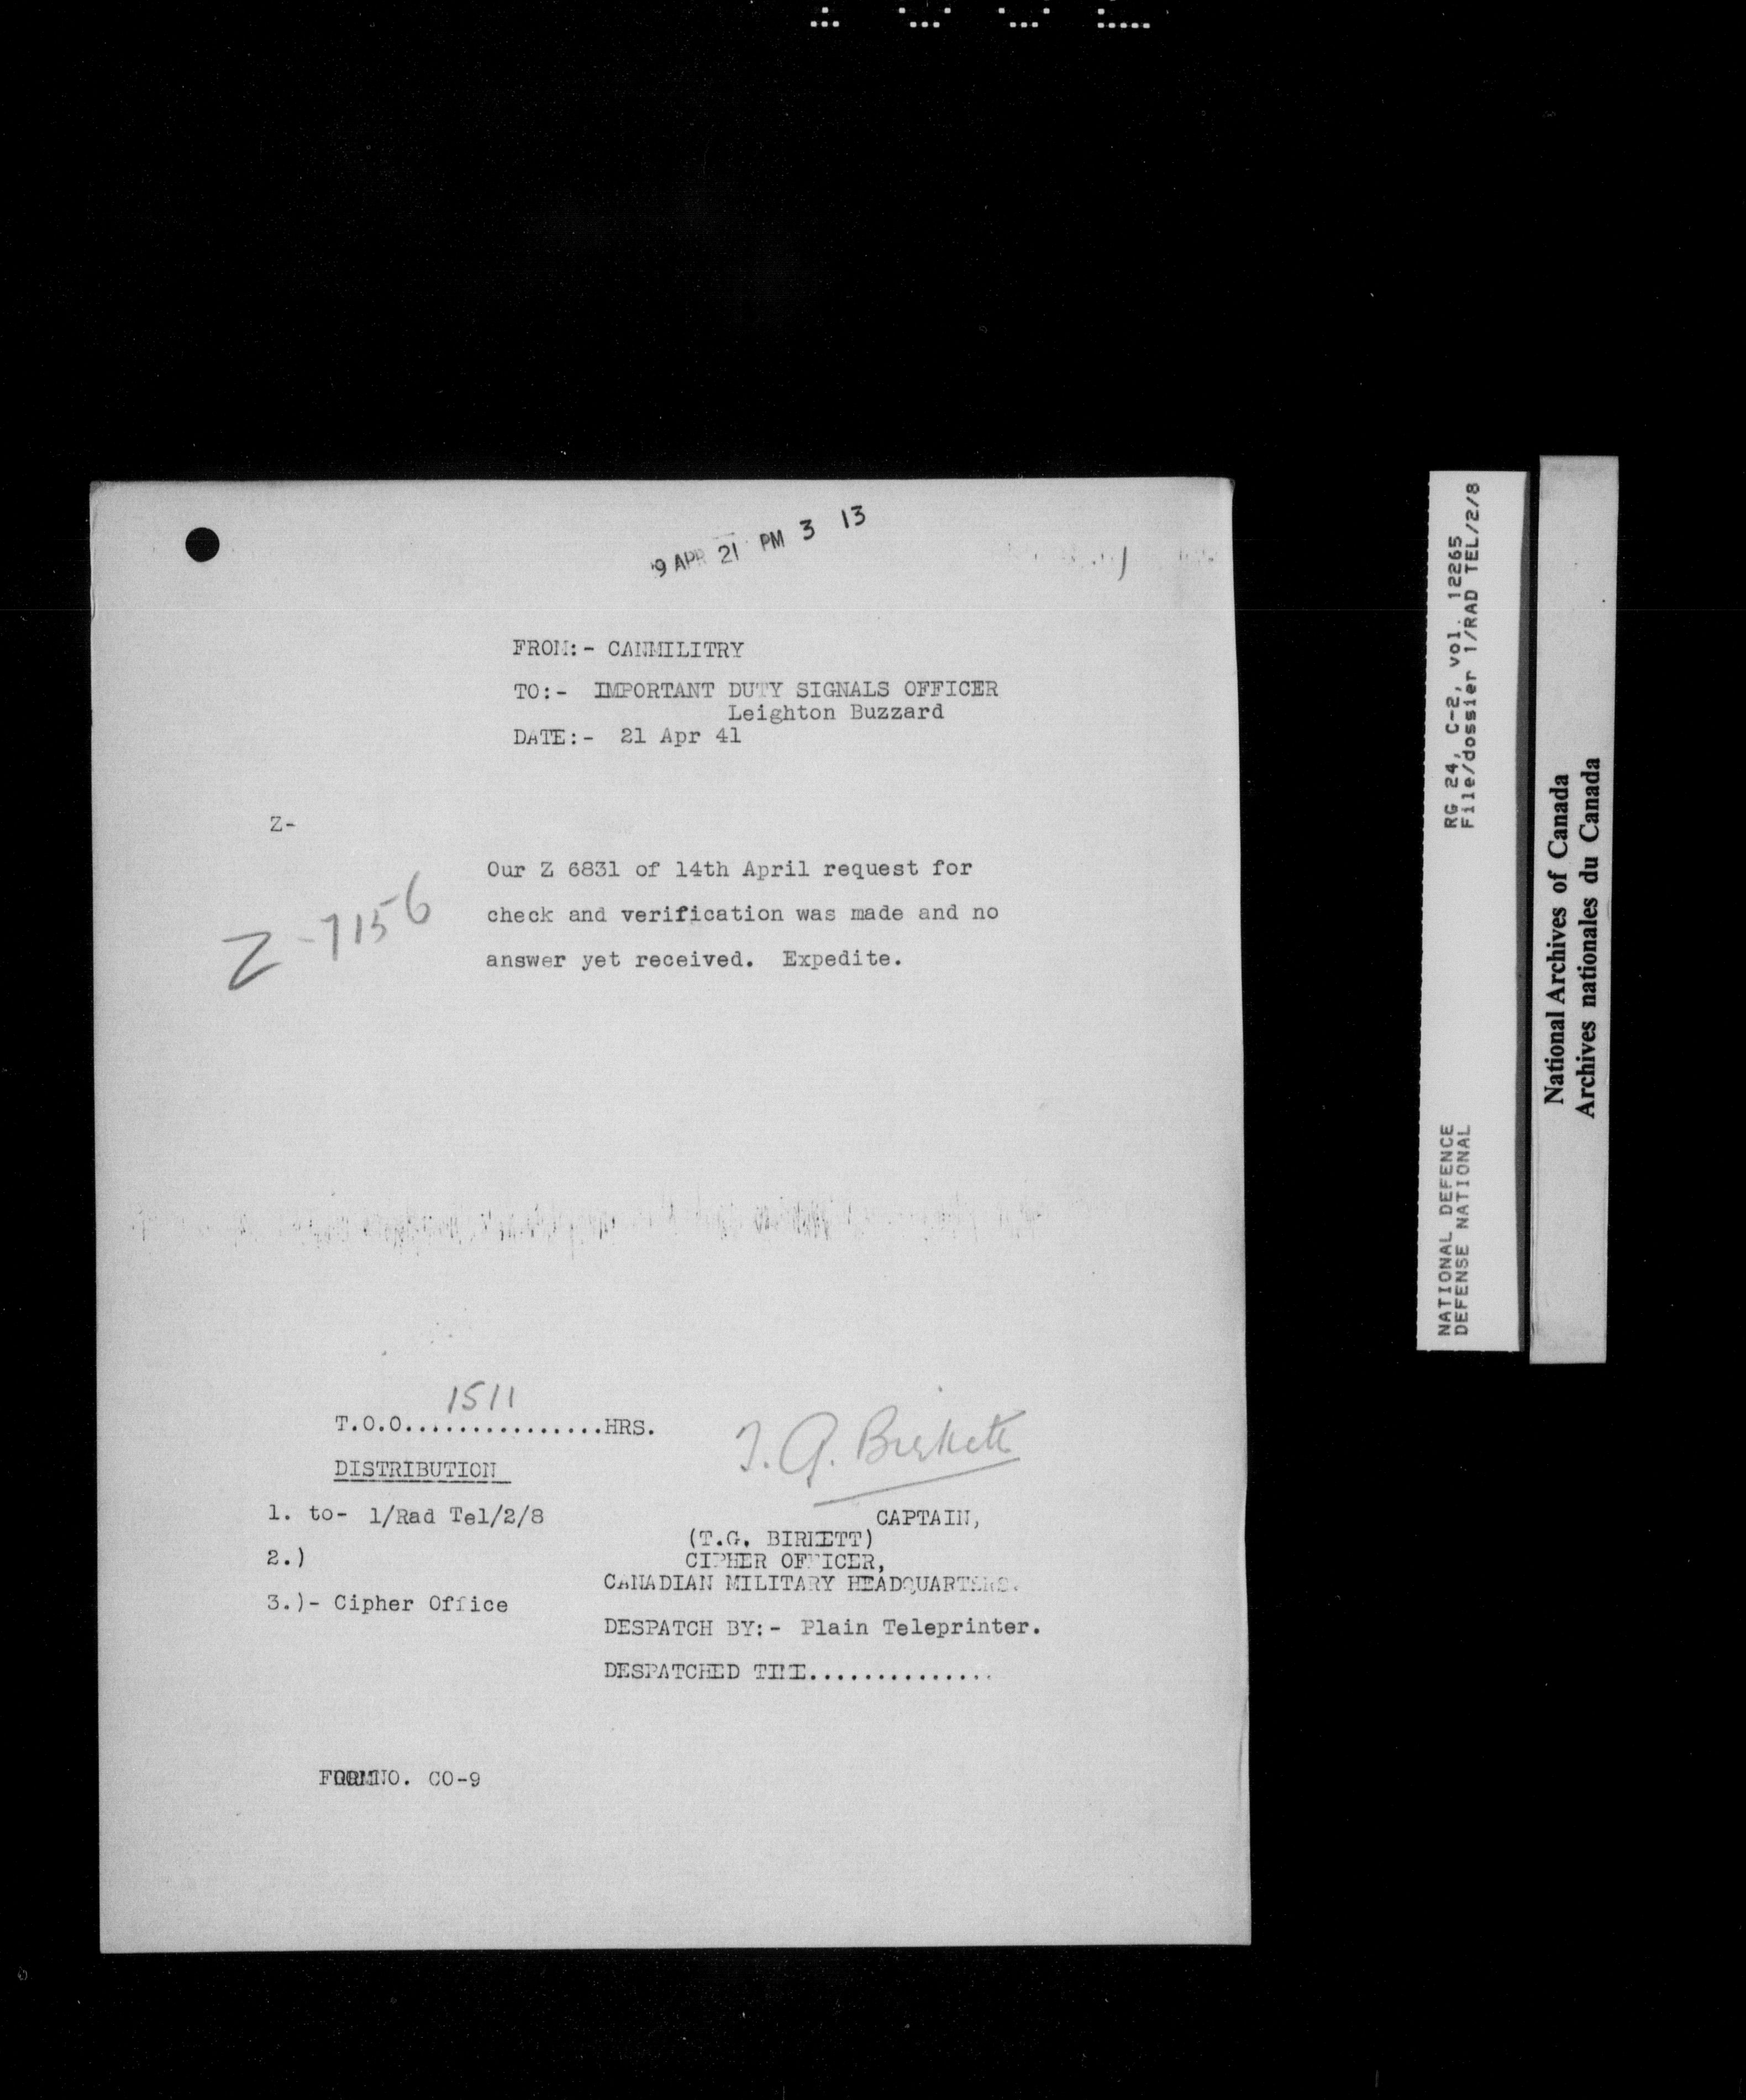 '9 APR 21 PM 3 13
FROM:- CANMILITRY
TO:- IMPORTANT DUTY SIGNALS OFFICER
Leighton Buzzard
DATE:- 21 Apr 41
Z-
Z-7156
Our Z 6831 of 14th April request for
check and verification was made and no
answer yet received. Expedite.
1511
T.O.O...............HRS.
DISTRIBUTION
1. to- 1/Rad Tel/2/8
2.)
3.)- Cipher Office
T. G. Birkett
CAPTAIN,
(T.G. BIRKETT)
CIPHER OFFICER,
CANADIAN MILITARY HEADQUARTERS.
DESPATCH BY:- Plain Teleprinter.
DESPATCHED TIME..............
FORM NO. CO-9
RG 24, C-2, vol. 12265
File/dossier 1/RAD TEL/2/8
NATIONAL DEFENCE
DEFENSE NATIONAL
National Archives of Canada
Archives nationales du Canada